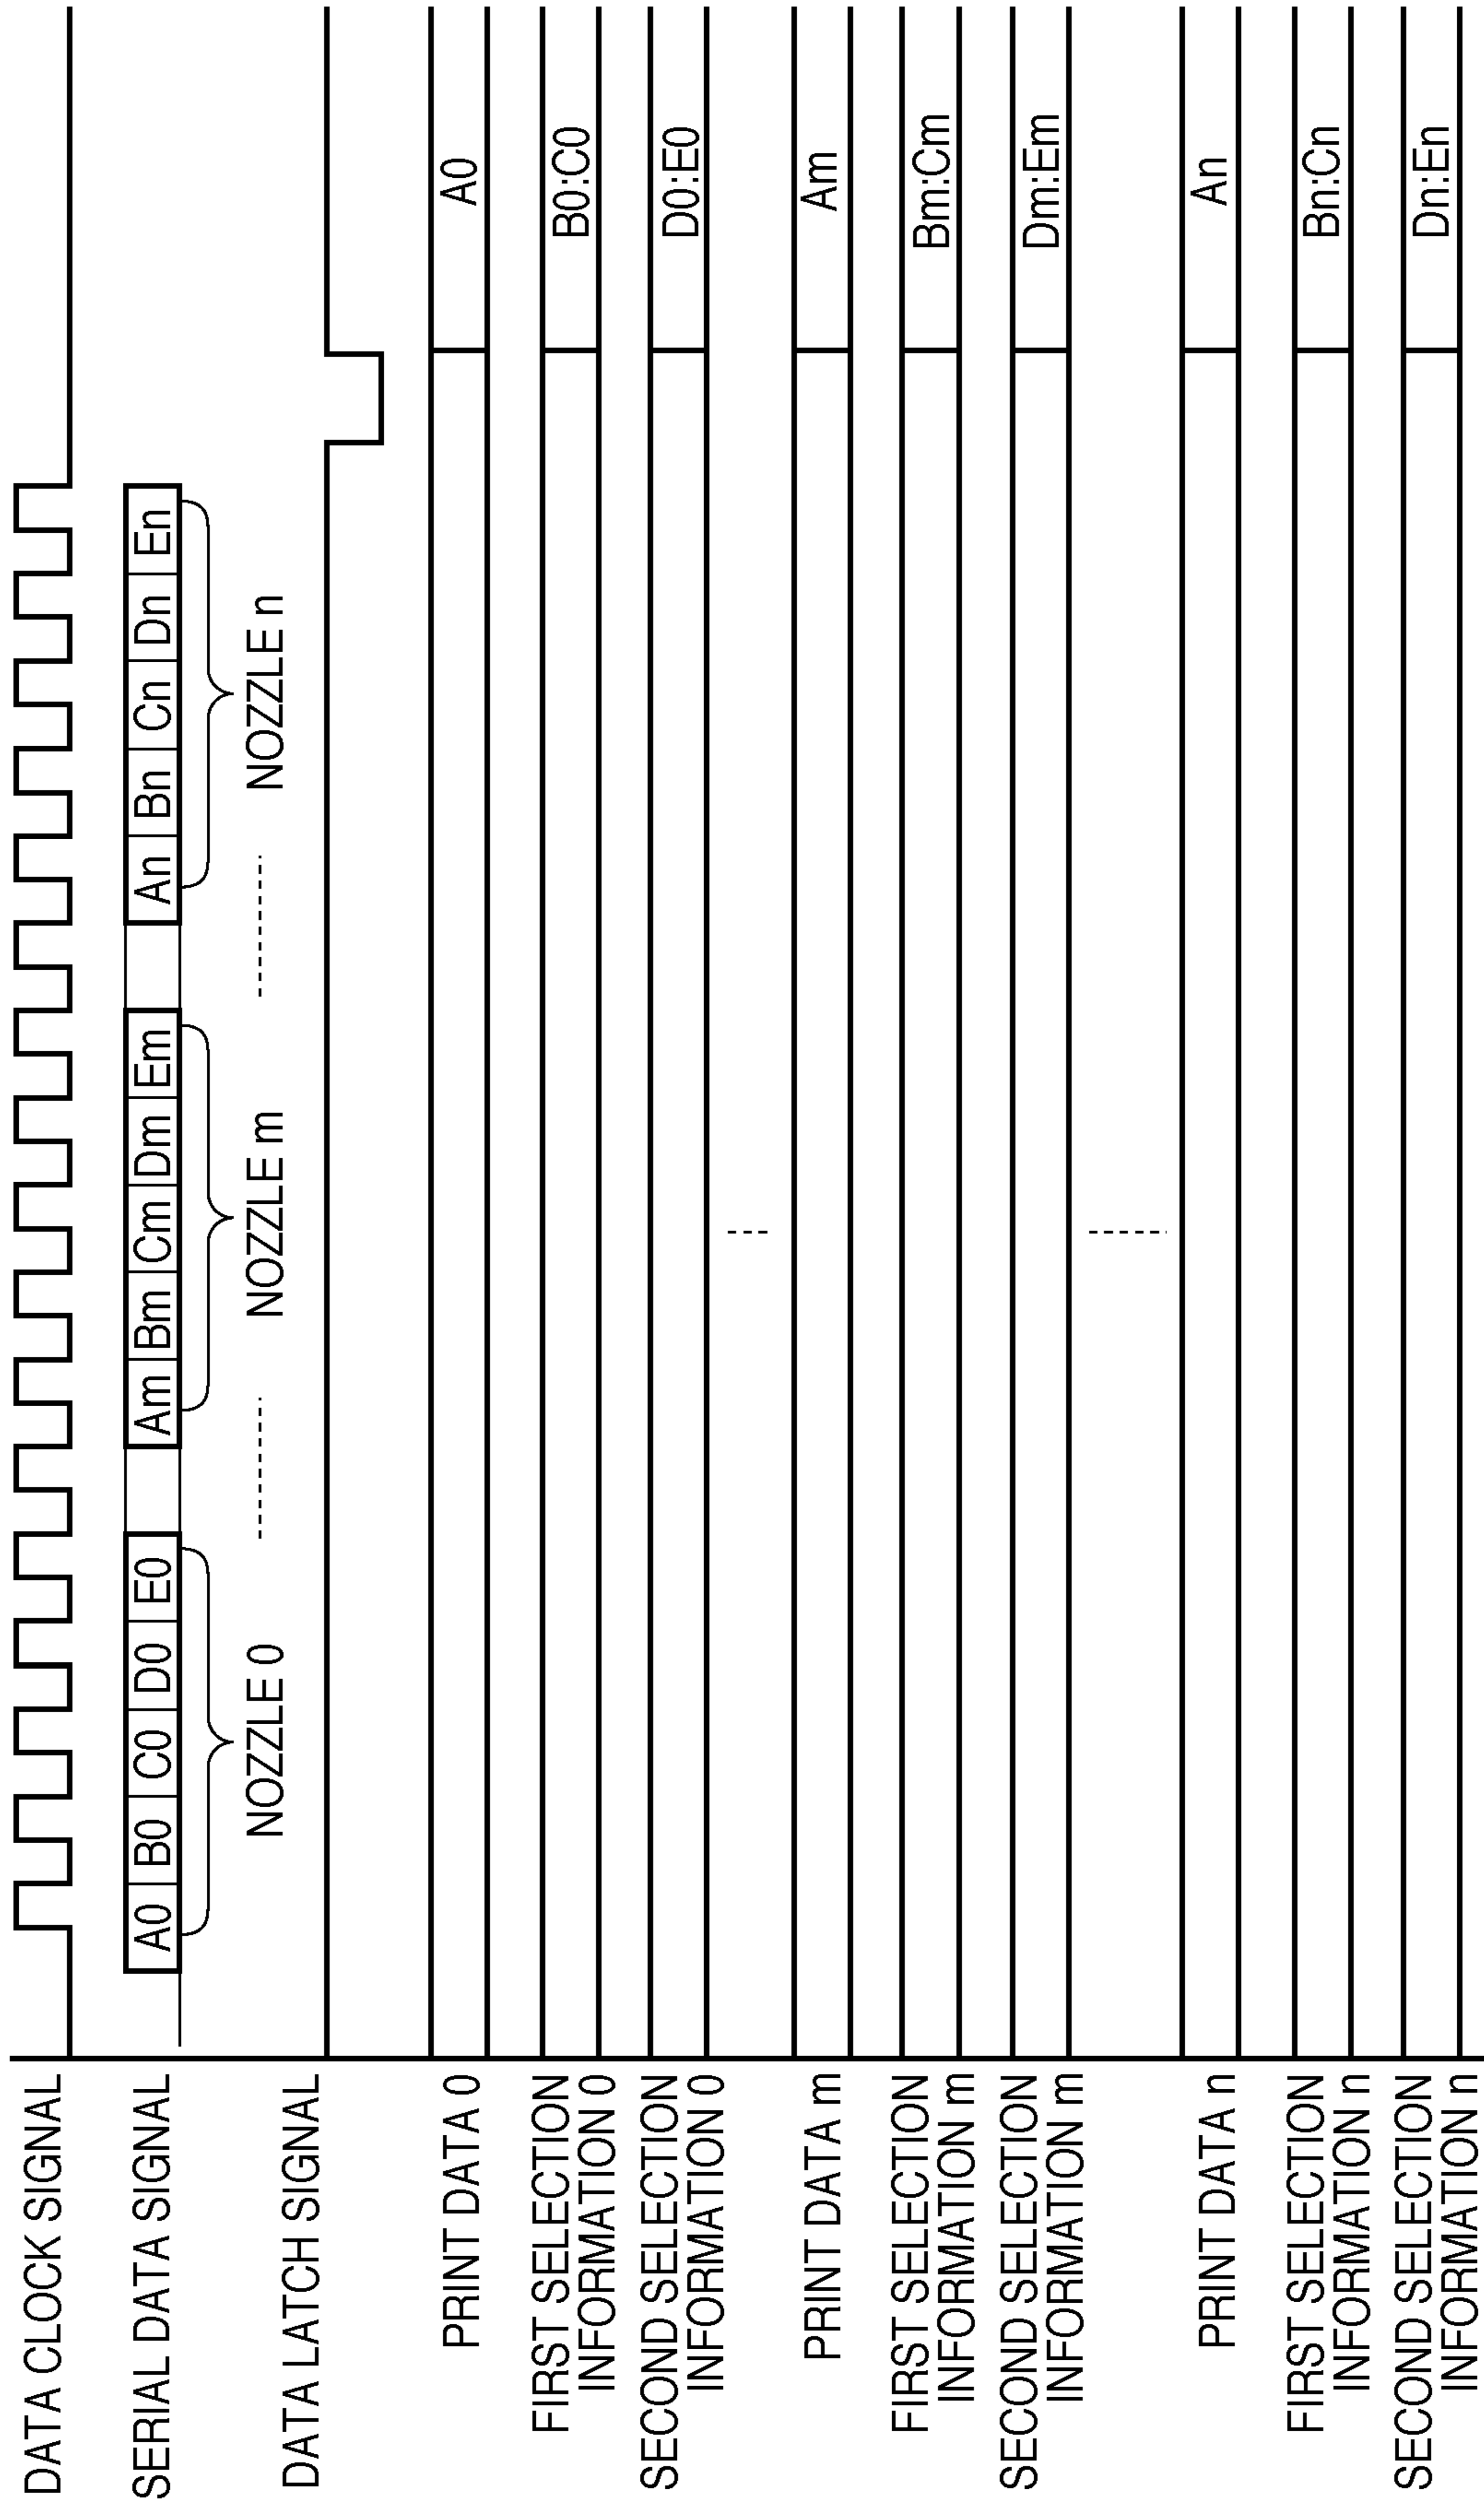 DATA CLOCK SIGNAL
SERIAL DATA SIGNAL
A0 B0 C0 D0 E0 Am Bm Cm Dm Em An Bn Cn Dn En
NOZZLE 0 NOZZLE m NOZZLE n
DATA LATCH SIGNAL
PRINT DATA 0
A0
FIRST SELECTION
INFORMATION 0
B0:C0
SECOND SELECTION
INFORMATION 0
D0:E0
PRINT DATA m
Am
FIRST SELECTION
INFORMATION m
Bm:Cm
SECOND SELECTION
INFORMATION m
Dm:Em
PRINT DATA n
An
FIRST SELECTION
INFORMATION n
Bn:Cn
SECOND SELECTION
INFORMATION n
Dn:En